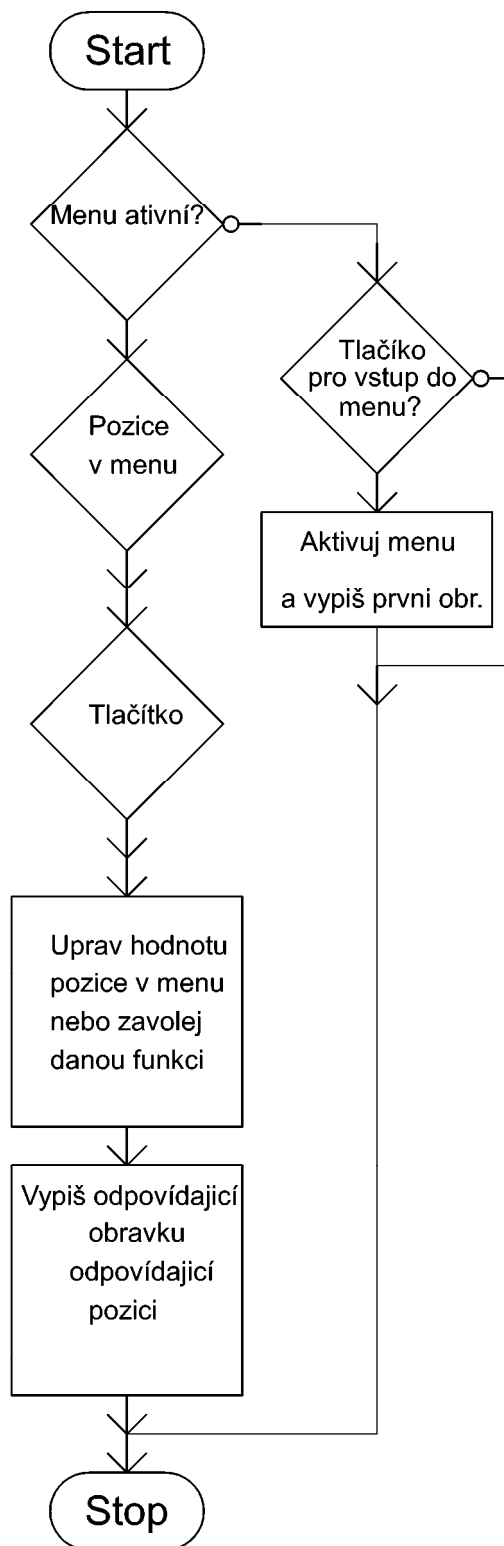 Start
Menu ativní?
Tlačíko
pro vstup do
menu?
Pozice
v menu
Aktivuj menu
a vypiš prvni obr.
Tlačítko
Uprav hodnotu
pozice v menu
nebo zavolej
danou funkci
Vypiš odpovídajicí
obravku
odpovídajicí
pozici
Stop